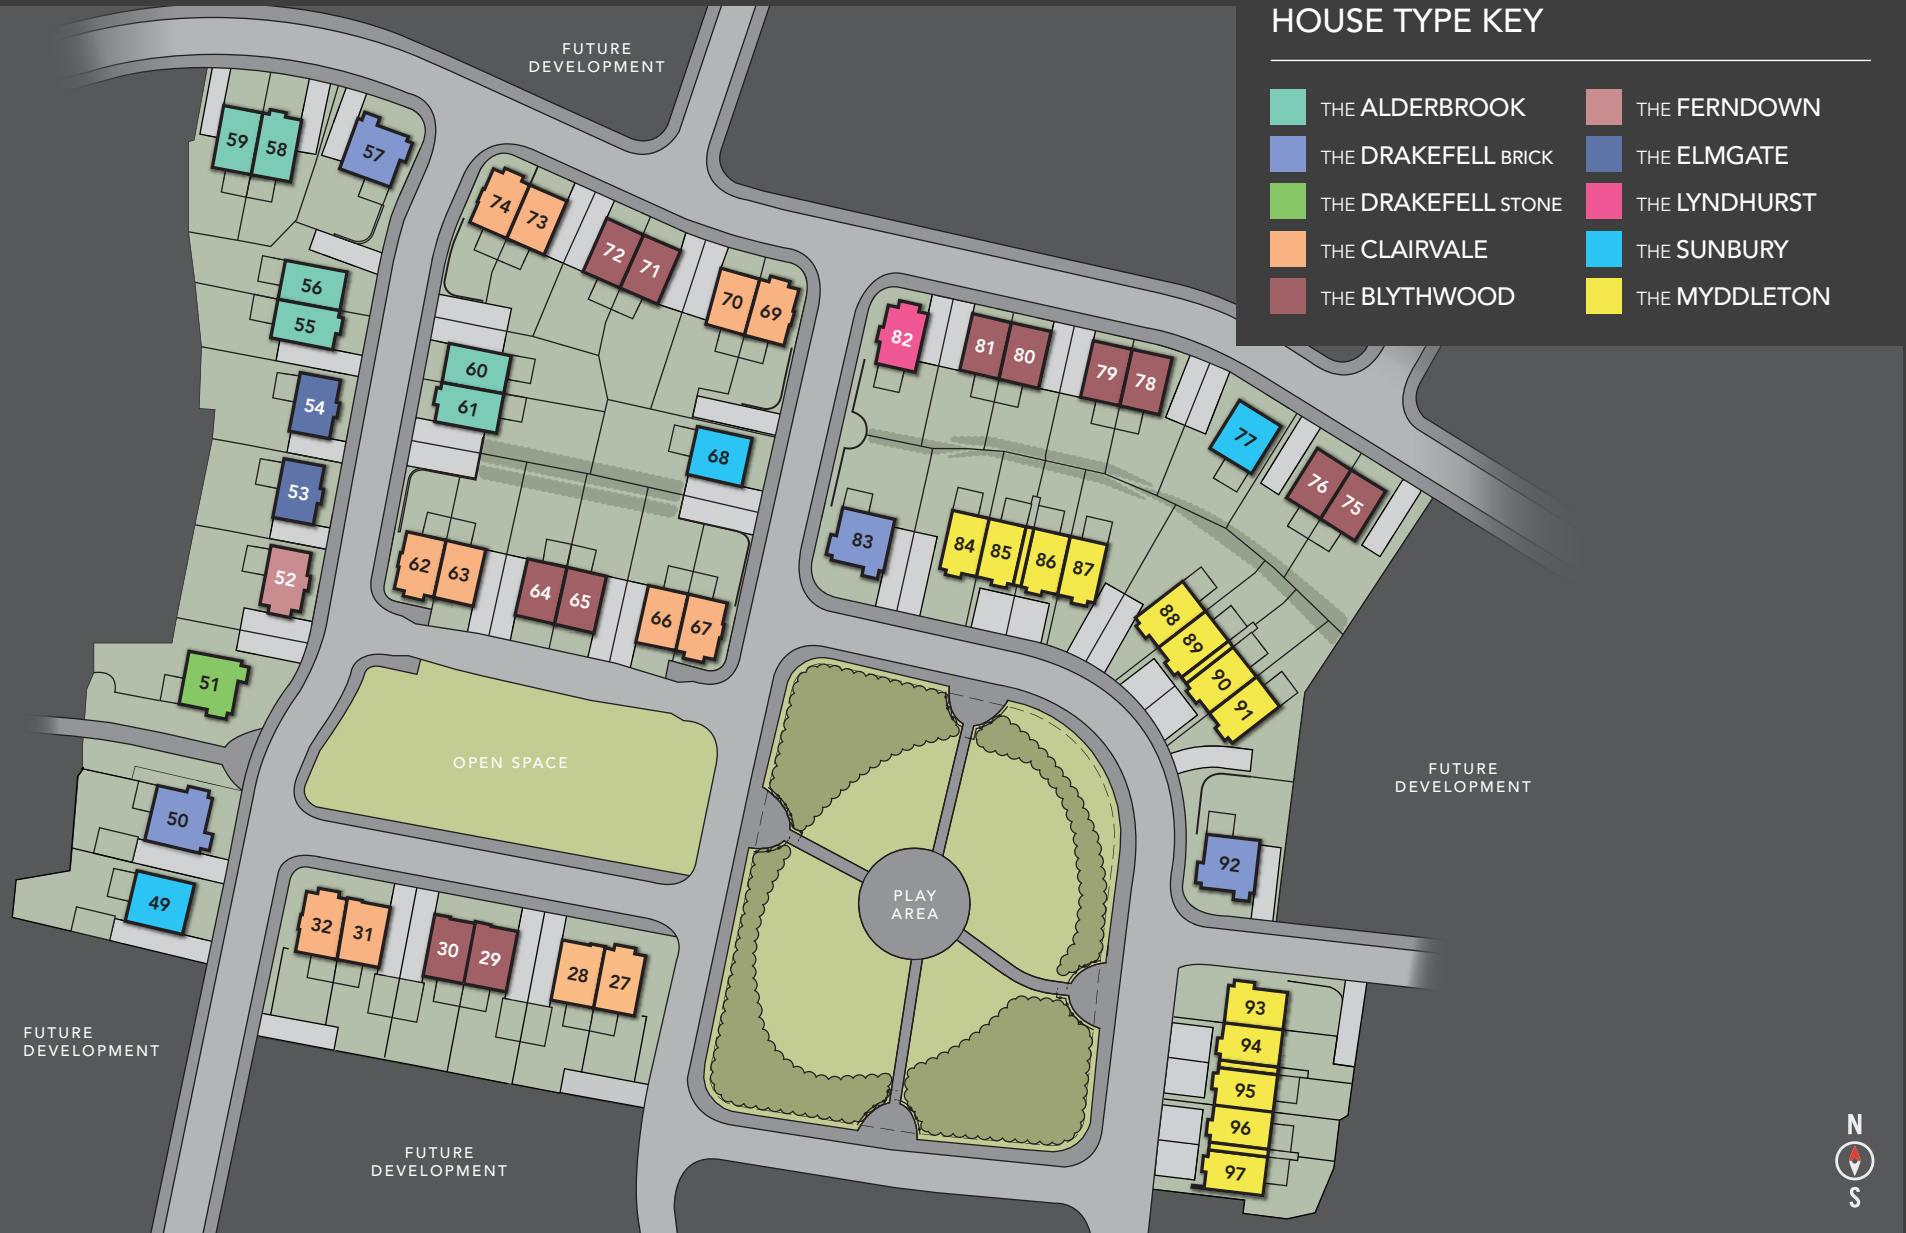 HOUSE TYPE KEY
THE ALDERBROOK
THE DRAKEFELL BRICK
THE DRAKEFELL STONE
THE CLAIRVALE
THE BLYTHWOOD
THE FERNDOWN
THE ELMGATE
THE LYNDHURST
THE SUNBURY
THE MYDDLETON
FUTURE
DEVELOPMENT
59
58
57
56
55
54
53
52
51
50
49
74
73
72
71
70
69
60
61
68
62
63
64
65
66
67
82
81
80
79
78
77
76
75
83
84
85
86
87
88
89
90
91
92
OPEN SPACE
PLAY
AREA
FUTURE
DEVELOPMENT
32
31
30
29
28
27
93
94
95
96
97
FUTURE
DEVELOPMENT
FUTURE
DEVELOPMENT
N
S